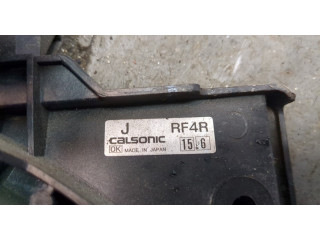 J RF4R
calsonic
OK MADE IN JAPAN 15.6